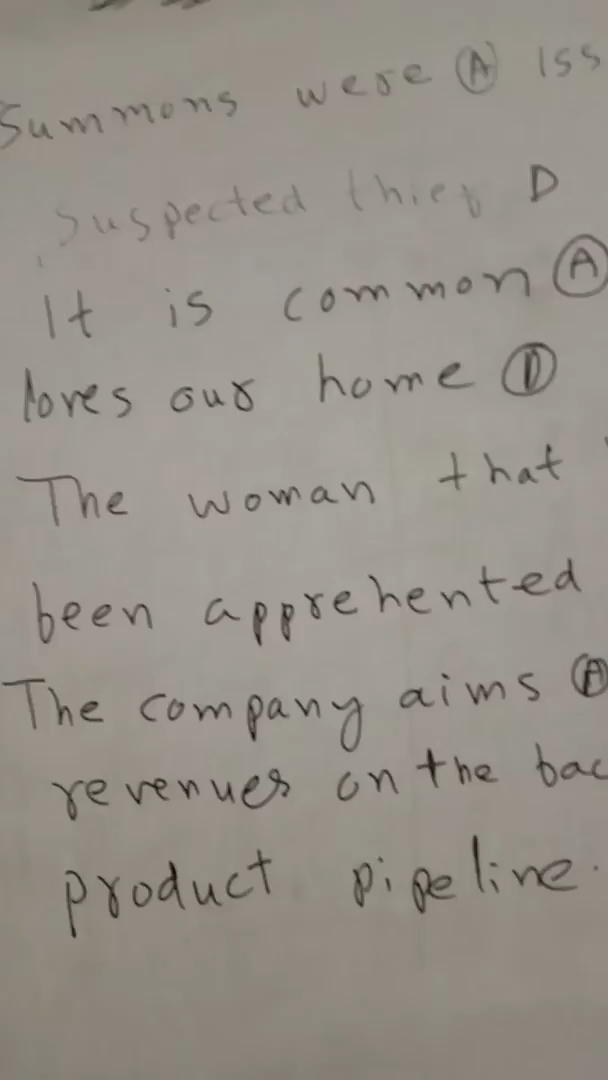 Summons were Ⓐ iss
suspected thief D
It is common Ⓐ
loves our home Ⓓ
The woman that
been apprehented
The company aims Ⓐ
revenues on the bac
product pipeline.